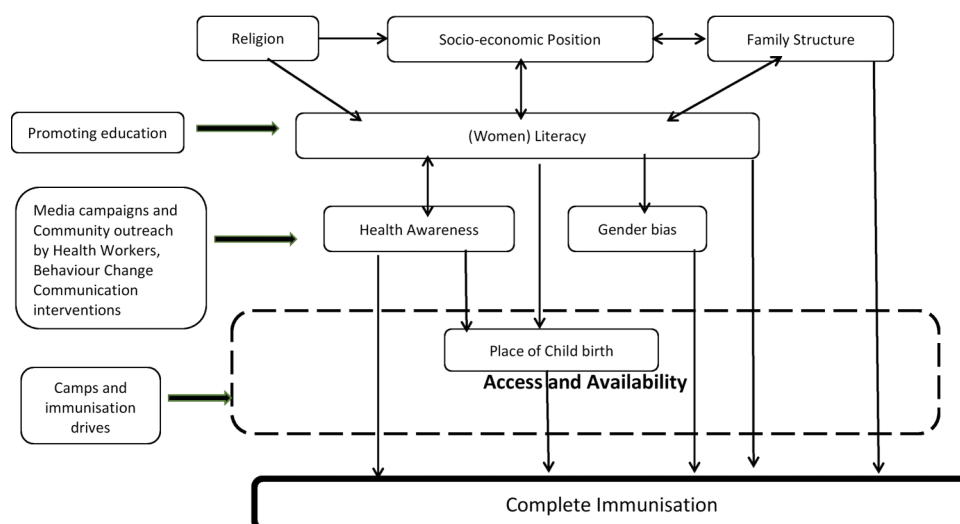 Religion
Socio-economic Position
Family Structure
Promoting education
(Women) Literacy
Media campaigns and
Community outreach
by Health Workers,
Behaviour Change
Communication
interventions
Health Awareness
Gender bias
Place of Child birth
Access and Availability
Camps and
immunisation
drives
Complete Immunisation